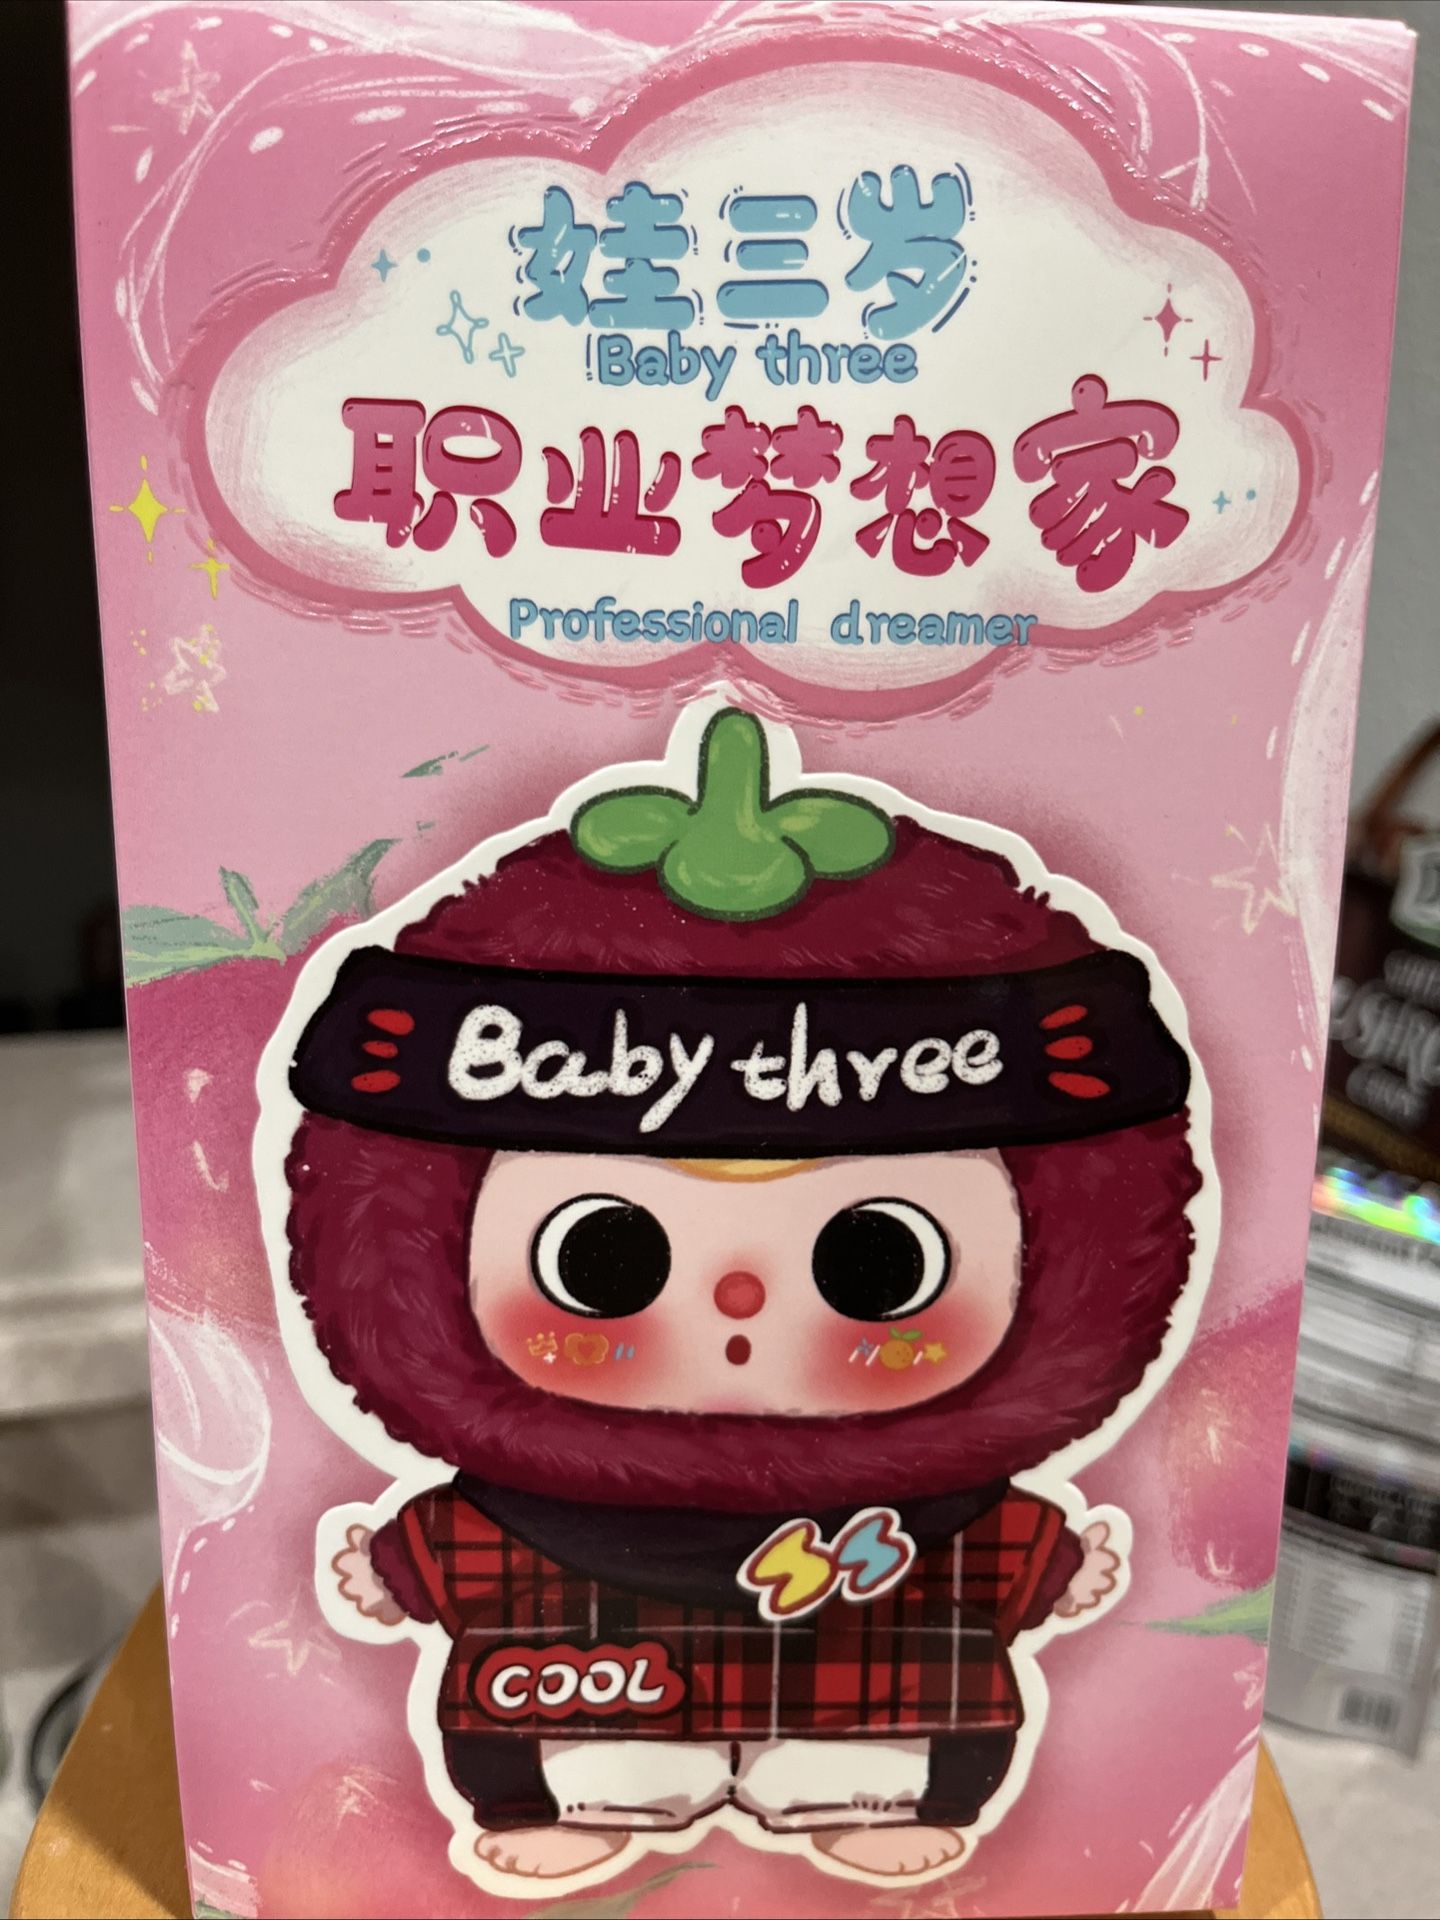 娃三岁
Baby three
职业梦想家
Professional dreamer
Baby three
COOL